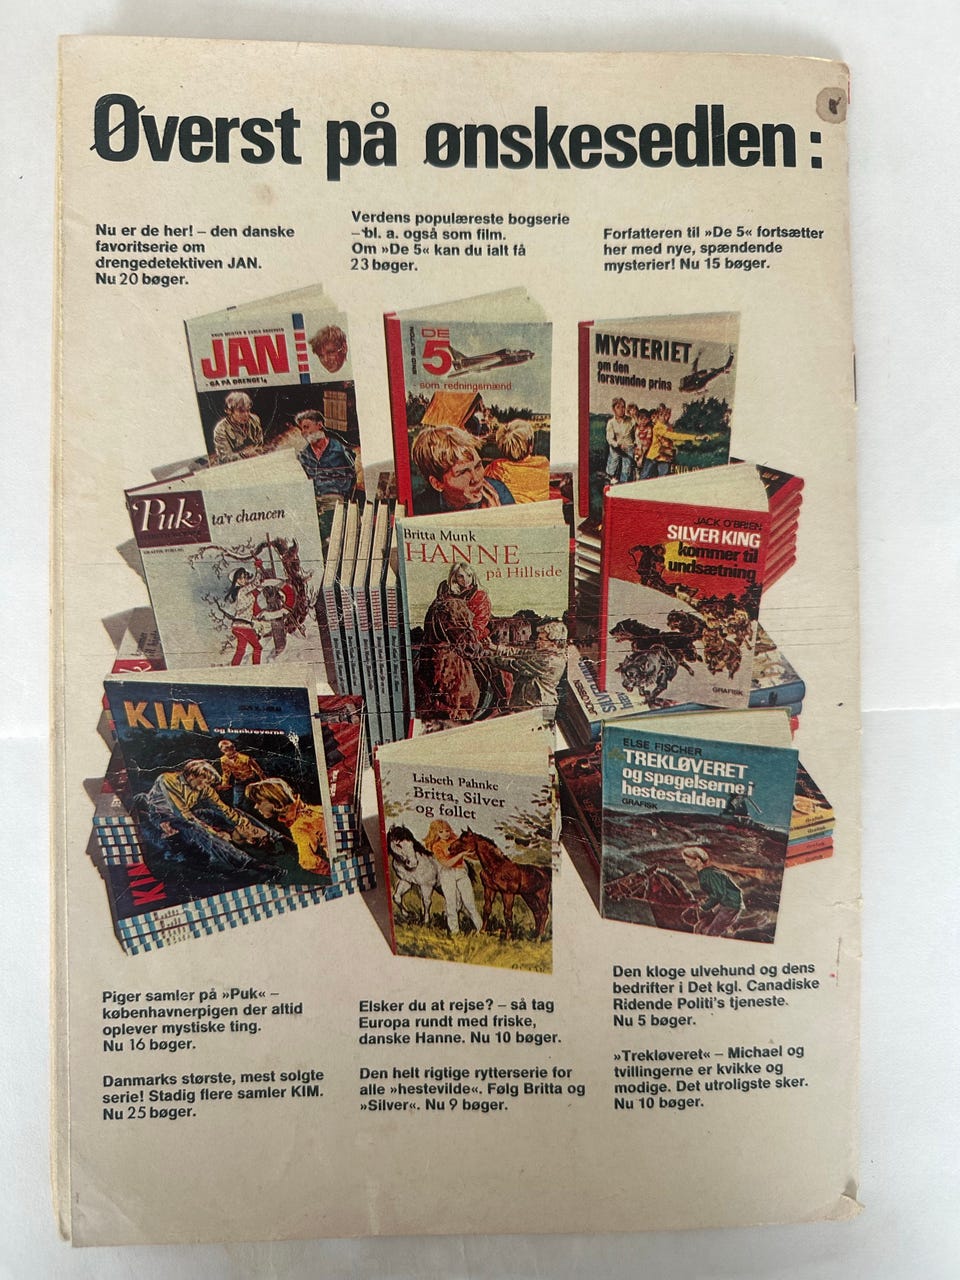 Øverst på ønskesedlen:
Nu er de her! – den danske
favoritserie om
drengedetektiven JAN.
Nu 20 bøger.
Verdens populæreste bogserie
– bl. a. også som film.
Om »De 5« kan du ialt få
23 bøger.
Forfatteren til »De 5« fortsætter
her med nye, spændende
mysterier! Nu 15 bøger.
JAN!
- GÅ PÅ DRENGE!
ENID BLYTON
DE
5
- som redningsmænd
MYSTERIET
om den
forsvundne prins
Puk
ta'r chancen
Britta Munk
HANNE
på Hillside
JACK O'BRIEN
SILVER KING
kommer til
undsætning
GRAFISK
KIM
og bankrøverne
KIM
Lisbeth Pahnke
Britta, Silver
og føllet
ELSE FISCHER
TREKLØVERET
og spøgelserne i
hestestalden
GRAFISK
Piger samler på »Puk« –
københavnerpigen der altid
oplever mystiske ting.
Nu 16 bøger.
Danmarks største, mest solgte
serie! Stadig flere samler KIM.
Nu 25 bøger.
Elsker du at rejse? – så tag
Europa rundt med friske,
danske Hanne. Nu 10 bøger.
Den helt rigtige rytterserie for
alle »hestevilde«. Følg Britta og
»Silver«. Nu 9 bøger.
Den kloge ulvehund og dens
bedrifter i Det kgl. Canadiske
Ridende Politi's tjeneste.
Nu 5 bøger.
»Trekløveret« – Michael og
tvillingerne er kvikke og
modige. Det utroligste sker.
Nu 10 bøger.